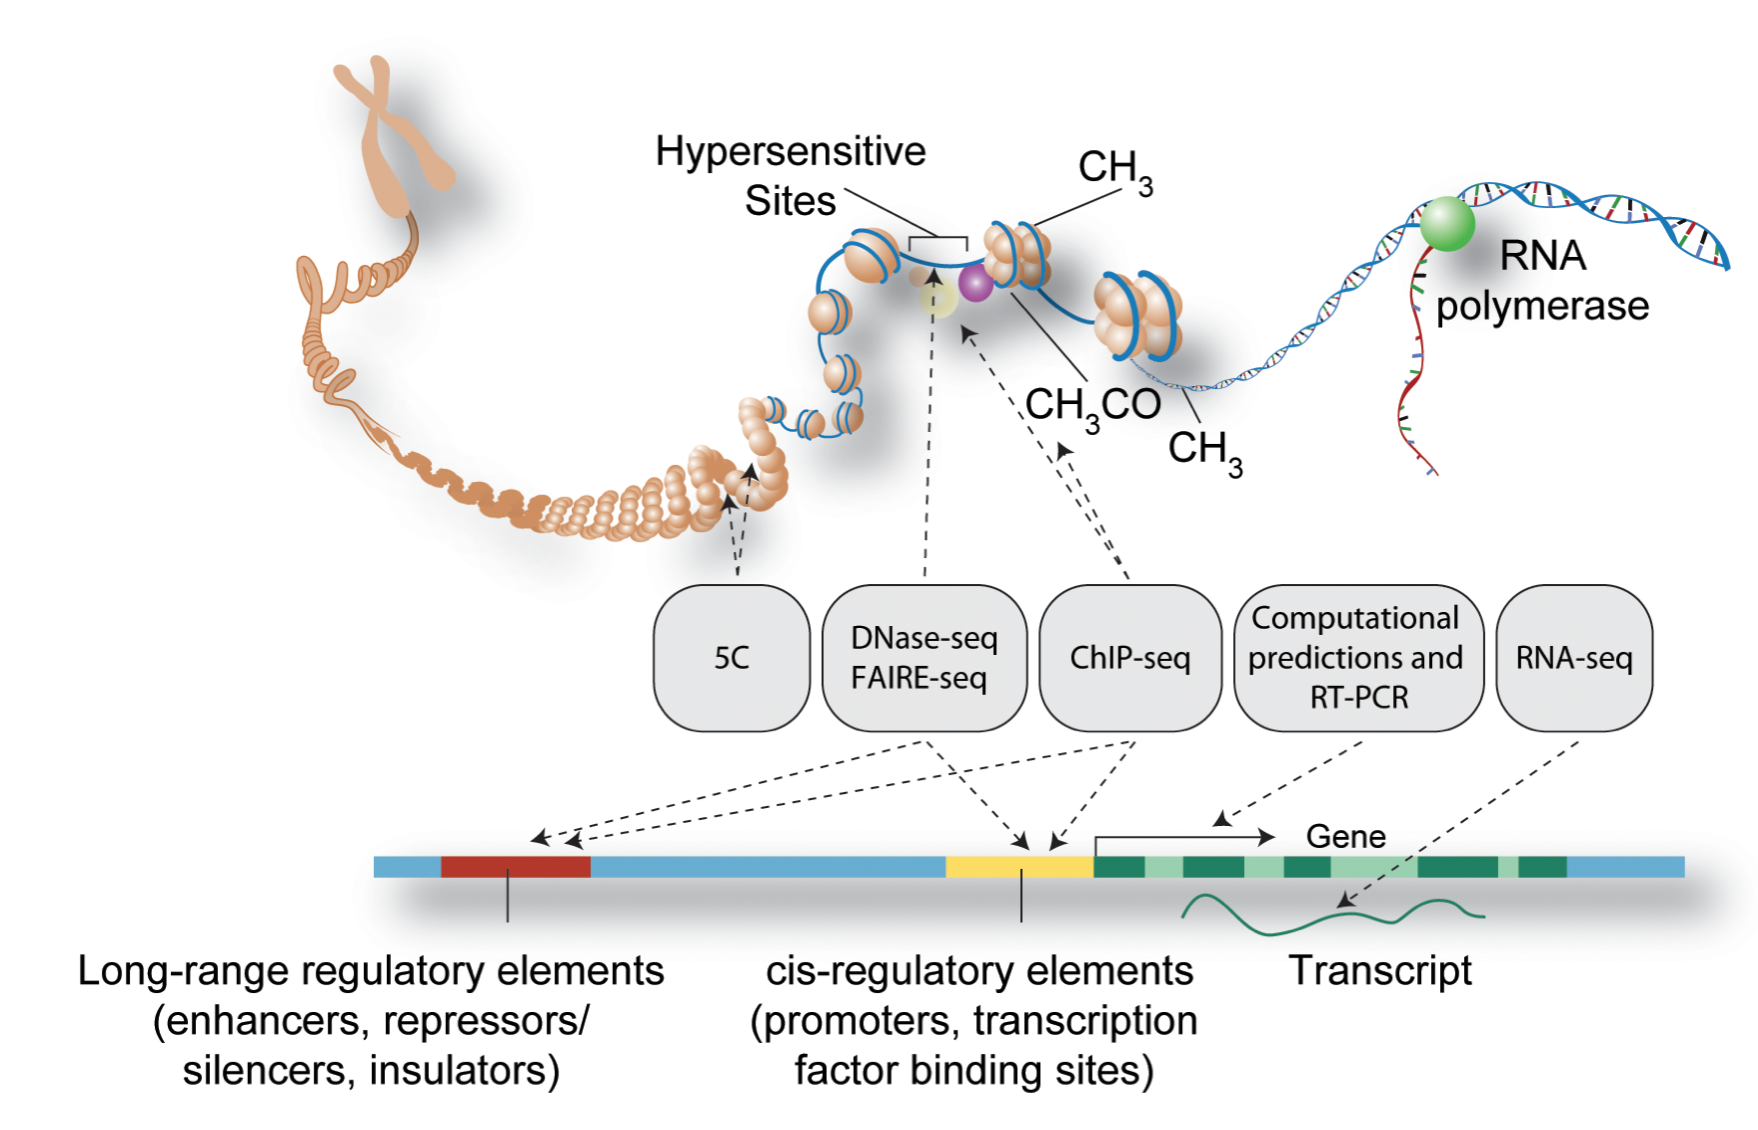 Hypersensitive
Sites
CH3
RNA
polymerase
CH3CO
CH3
5C
DNase-seq
FAIRE-seq
ChIP-seq
Computational
predictions and
RT-PCR
RNA-seq
Gene
Long-range regulatory elements
(enhancers, repressors/
silencers, insulators)
cis-regulatory elements
(promoters, transcription
factor binding sites)
Transcript